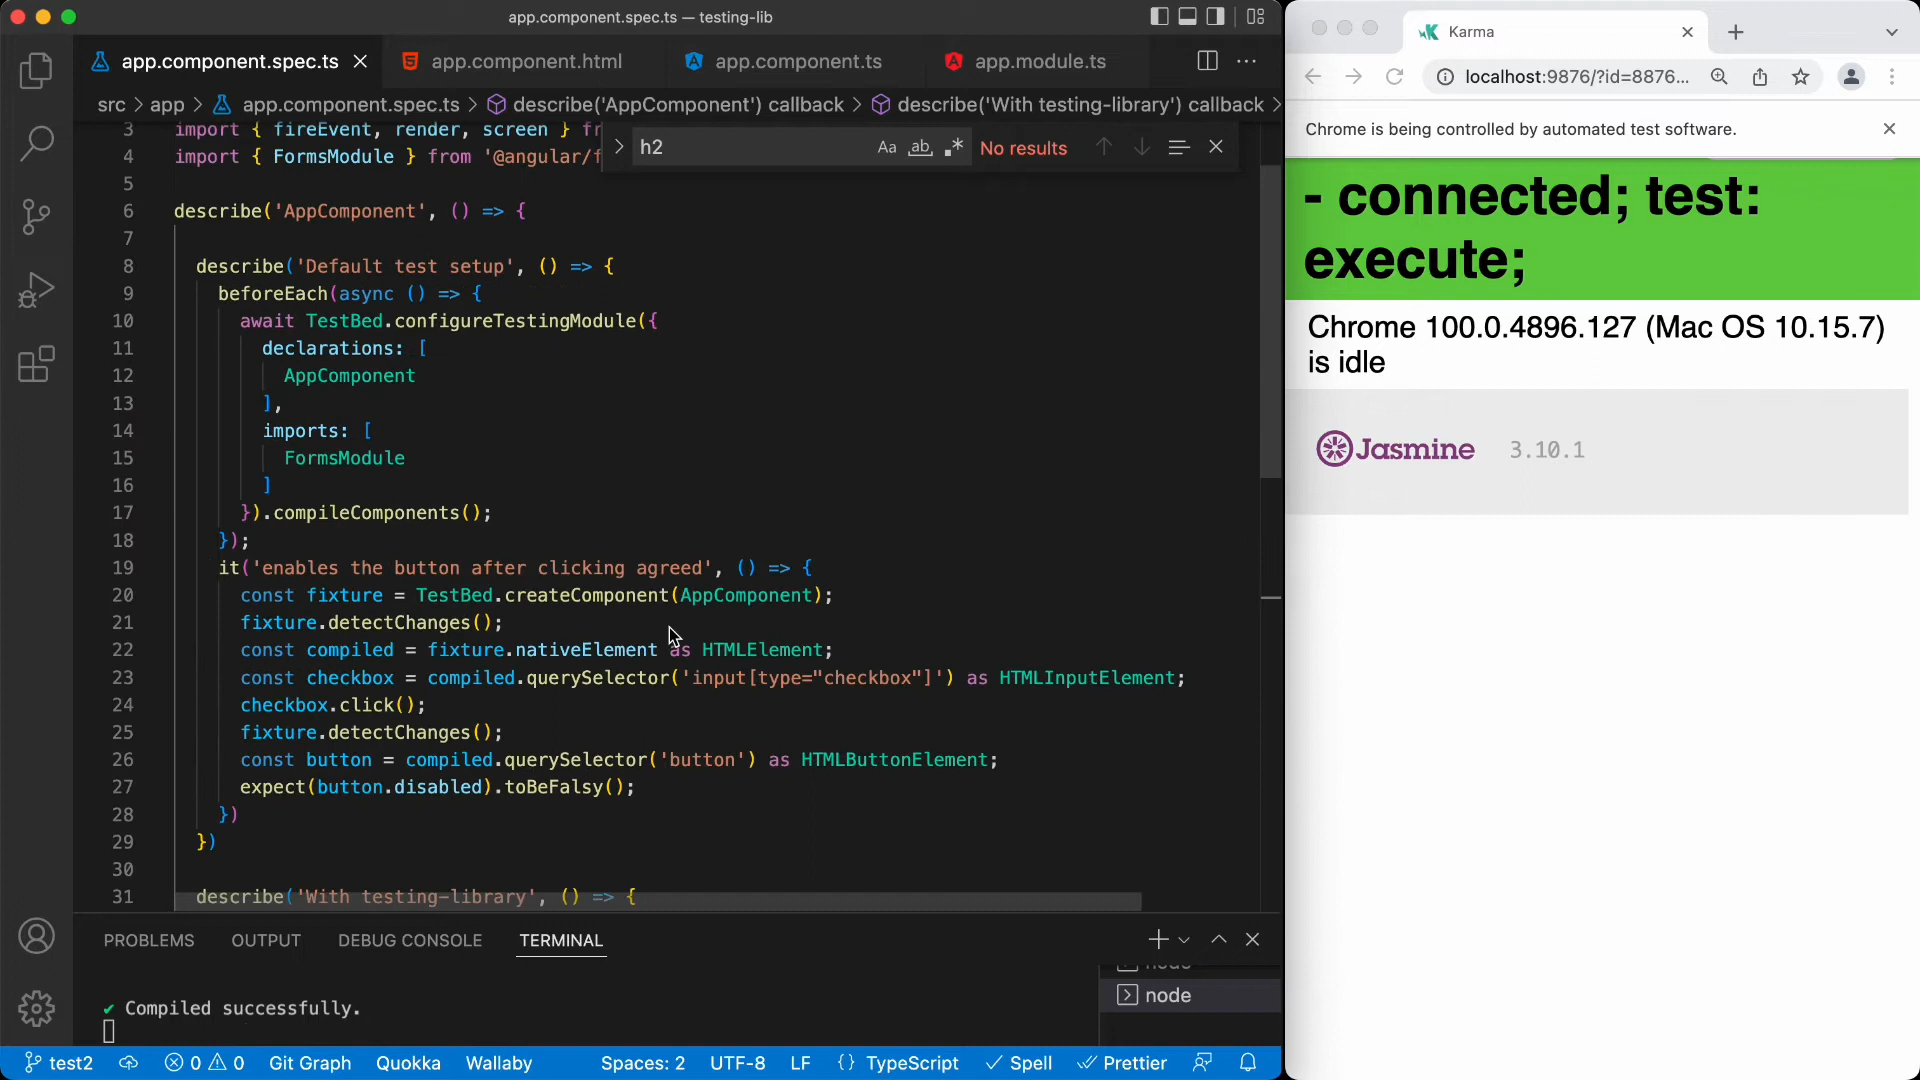 app.component.spec.ts — testing-lib
app.component.spec.ts
app.component.html
app.component.ts
app.module.ts
src > app > app.component.spec.ts > describe('AppComponent') callback > describe('With testing-library') callback >
h2
Aa ab .* No results
3 import { fireEvent, render, screen } fr
4 import { FormsModule } from '@angular/f
5
6 describe('AppComponent', () => {
7
8 describe('Default test setup', () => {
9 beforeEach(async () => {
10 await TestBed.configureTestingModule({
11 declarations: [
12 AppComponent
13 ],
14 imports: [
15 FormsModule
16 ]
17 }).compileComponents();
18 });
19 it('enables the button after clicking agreed', () => {
20 const fixture = TestBed.createComponent(AppComponent);
21 fixture.detectChanges();
22 const compiled = fixture.nativeElement as HTMLElement;
23 const checkbox = compiled.querySelector('input[type="checkbox"]') as HTMLInputElement;
24 checkbox.click();
25 fixture.detectChanges();
26 const button = compiled.querySelector('button') as HTMLButtonElement;
27 expect(button.disabled).toBeFalsy();
28 })
29 })
30
31 describe('With testing-library', () => {
PROBLEMS OUTPUT DEBUG CONSOLE TERMINAL
✔ Compiled successfully.
node
test2 0 0 Git Graph Quokka Wallaby Spaces: 2 UTF-8 LF {} TypeScript Spell Prettier
Karma
localhost:9876/?id=8876...
Chrome is being controlled by automated test software.
- connected; test:
execute;
Chrome 100.0.4896.127 (Mac OS 10.15.7)
is idle
Jasmine 3.10.1